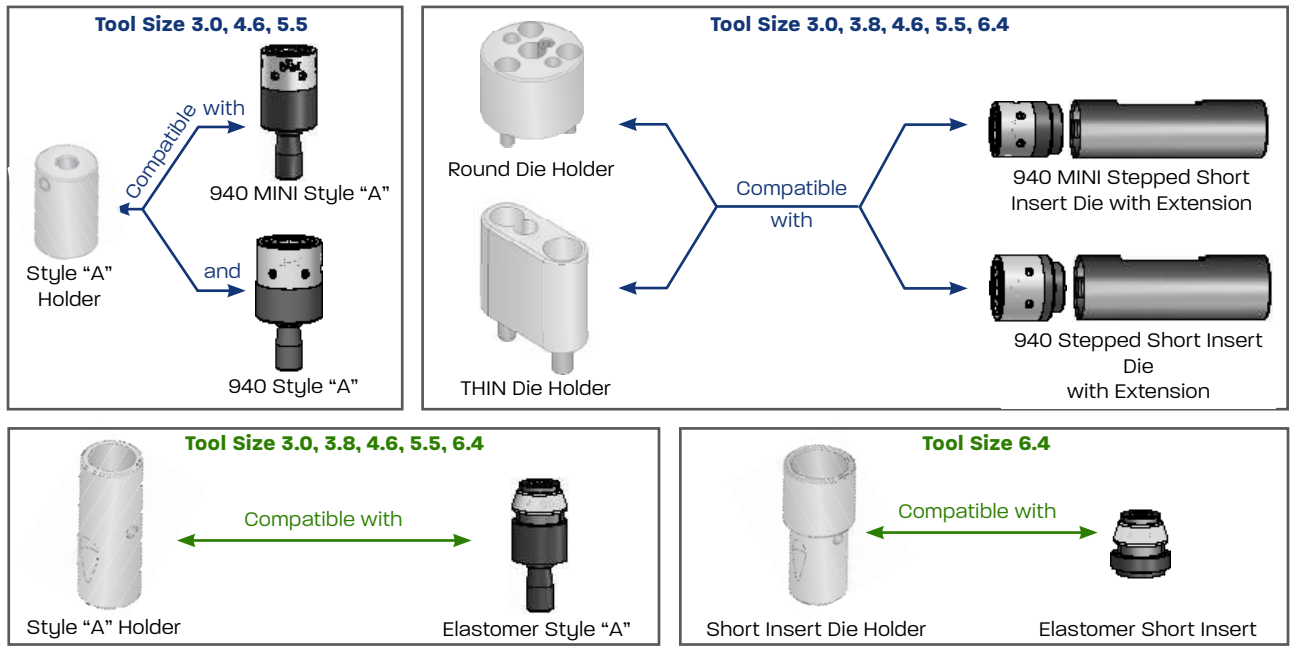 Tool Size 3.0, 4.6, 5.5
Compatible with
940 MINI Style “A”
Style “A”
Holder
and
940 Style “A”
Tool Size 3.0, 3.8, 4.6, 5.5, 6.4
Round Die Holder
THIN Die Holder
Compatible
with
940 MINI Stepped Short
Insert Die with Extension
940 Stepped Short Insert
Die
with Extension
Tool Size 3.0, 3.8, 4.6, 5.5, 6.4
Compatible with
Style “A” Holder
Elastomer Style “A”
Tool Size 6.4
Compatible with
Short Insert Die Holder
Elastomer Short Insert